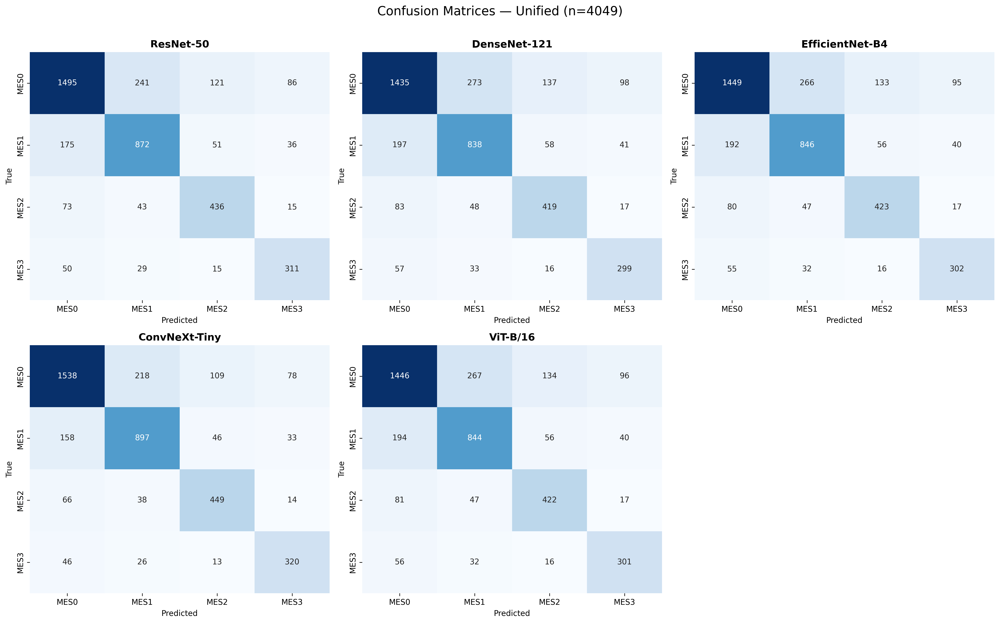 Confusion Matrices — Unified (n=4049)
ResNet-50
True
MES0 1495 241 121 86
MES1 175 872 51 36
MES2 73 43 436 15
MES3 50 29 15 311
MES0 MES1 MES2 MES3
Predicted
DenseNet-121
True
MES0 1435 273 137 98
MES1 197 838 58 41
MES2 83 48 419 17
MES3 57 33 16 299
MES0 MES1 MES2 MES3
Predicted
EfficientNet-B4
True
MES0 1449 266 133 95
MES1 192 846 56 40
MES2 80 47 423 17
MES3 55 32 16 302
MES0 MES1 MES2 MES3
Predicted
ConvNeXt-Tiny
True
MES0 1538 218 109 78
MES1 158 897 46 33
MES2 66 38 449 14
MES3 46 26 13 320
MES0 MES1 MES2 MES3
Predicted
ViT-B/16
True
MES0 1446 267 134 96
MES1 194 844 56 40
MES2 81 47 422 17
MES3 56 32 16 301
MES0 MES1 MES2 MES3
Predicted